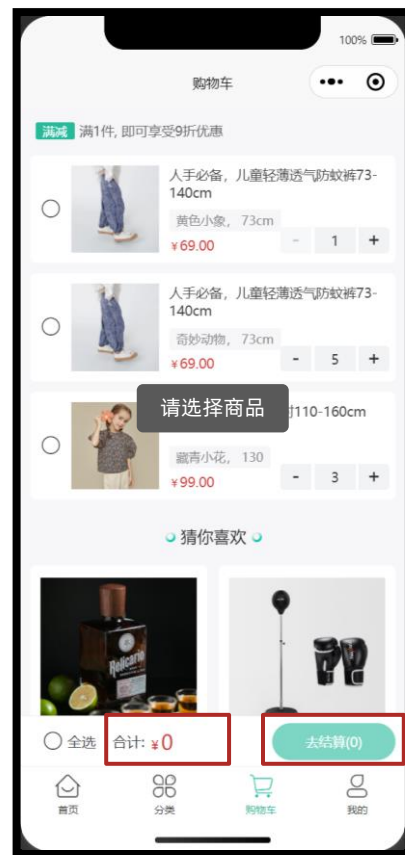 100%
购物车
满减 满1件, 即可享受9折优惠
人手必备，儿童轻薄透气防蚊裤73-
140cm
黄色小象， 73cm
¥69.00
- 1 +
人手必备，儿童轻薄透气防蚊裤73-
140cm
奇妙动物， 73cm
¥69.00
- 5 +
请选择商品
110-160cm
藏青小花， 130
¥99.00
- 3 +
猜你喜欢
Relicario
全选 合计: ¥0 去结算(0)
首页 分类 购物车 我的